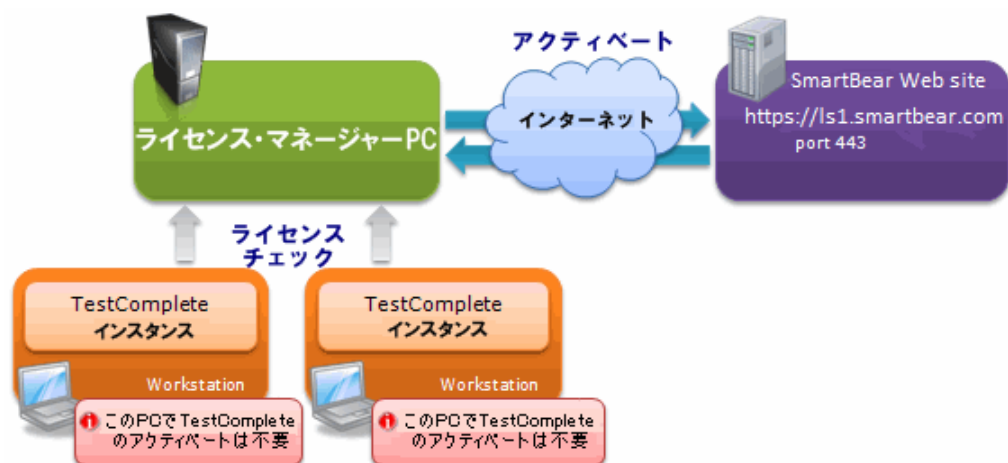 アクティベート
ライセンス・マネージャーPC
インターネット
SmartBear Web site
https://ls1.smartbear.com
port 443
ライセンス
チェック
TestComplete
インスタンス
Workstation
このPCでTestComplete
のアクティベートは不要
TestComplete
インスタンス
Workstation
このPCでTestComplete
のアクティベートは不要